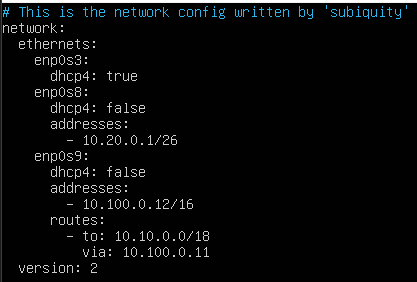 # This is the network config written by 'subiquity'
network:
  ethernets:
    enp0s3:
      dhcp4: true
    enp0s8:
      dhcp4: false
      addresses:
        - 10.20.0.1/26
    enp0s9:
      dhcp4: false
      addresses:
        - 10.100.0.12/16
      routes:
        - to: 10.10.0.0/18
          via: 10.100.0.11
  version: 2